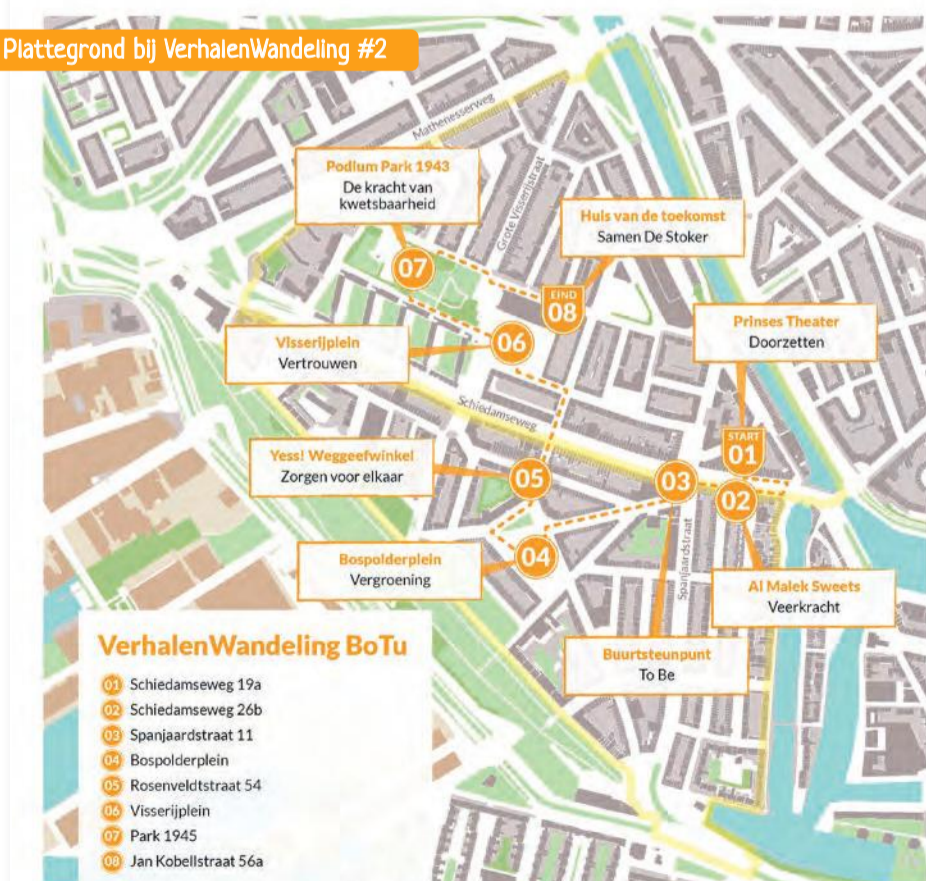 Plattegrond bij VerhalenWandeling #2
Mathenesserweg
Podium Park 1943
De kracht van
kwetsbaarheid
Grote Visserijstraat
Huis van de toekomst
Samen De Stoker
07
EIND
08
Prinses Theater
Doorzetten
Visserijplein
Vertrouwen
06
Schiedamseweg
START
01
Yess! Weggeefwinkel
Zorgen voor elkaar
05
03
02
Bospolderplein
Vergroening
04
Spanjaardstraat
Al Malek Sweets
Veerkracht
Buurtsteunpunt
To Be
VerhalenWandeling BoTu
01 Schiedamseweg 19a
02 Schiedamseweg 26b
03 Spanjaardstraat 11
04 Bospolderplein
05 Rosenveldtstraat 54
06 Visserijplein
07 Park 1945
08 Jan Kobellstraat 56a